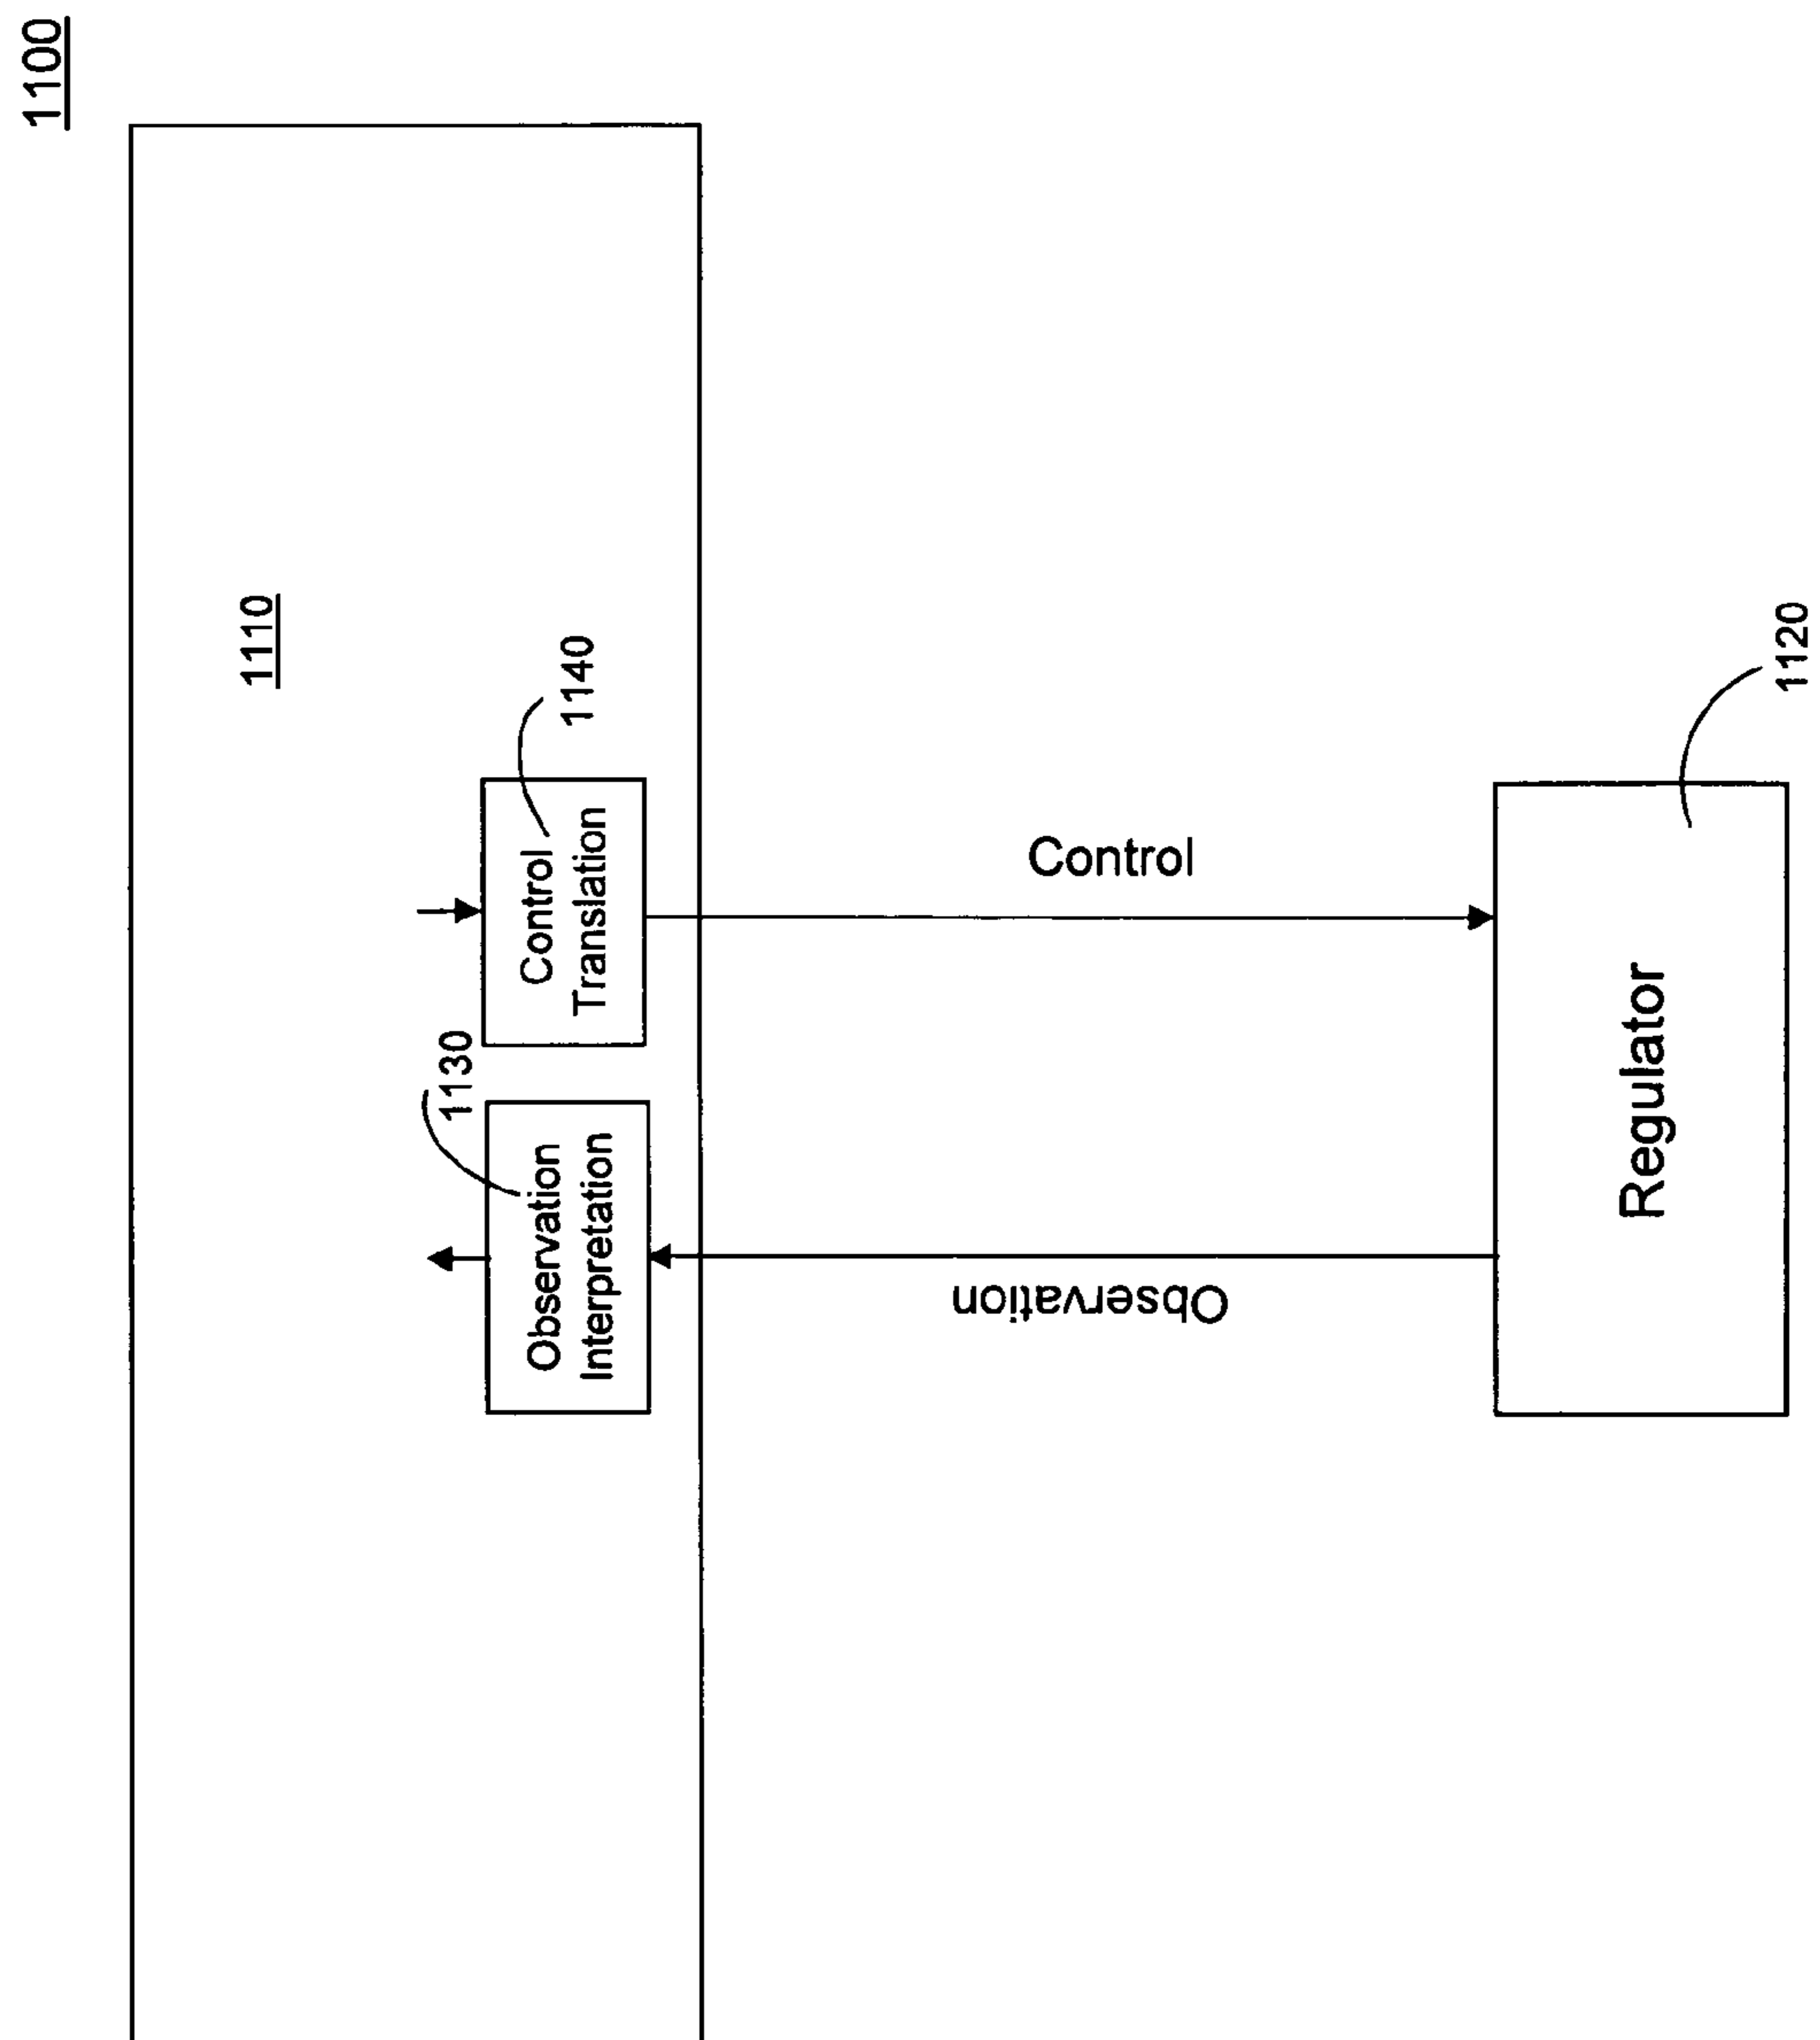 1100
1110
1130
Observation
Interpretation
1140
Control
Translation
Observation
Control
Regulator
1120